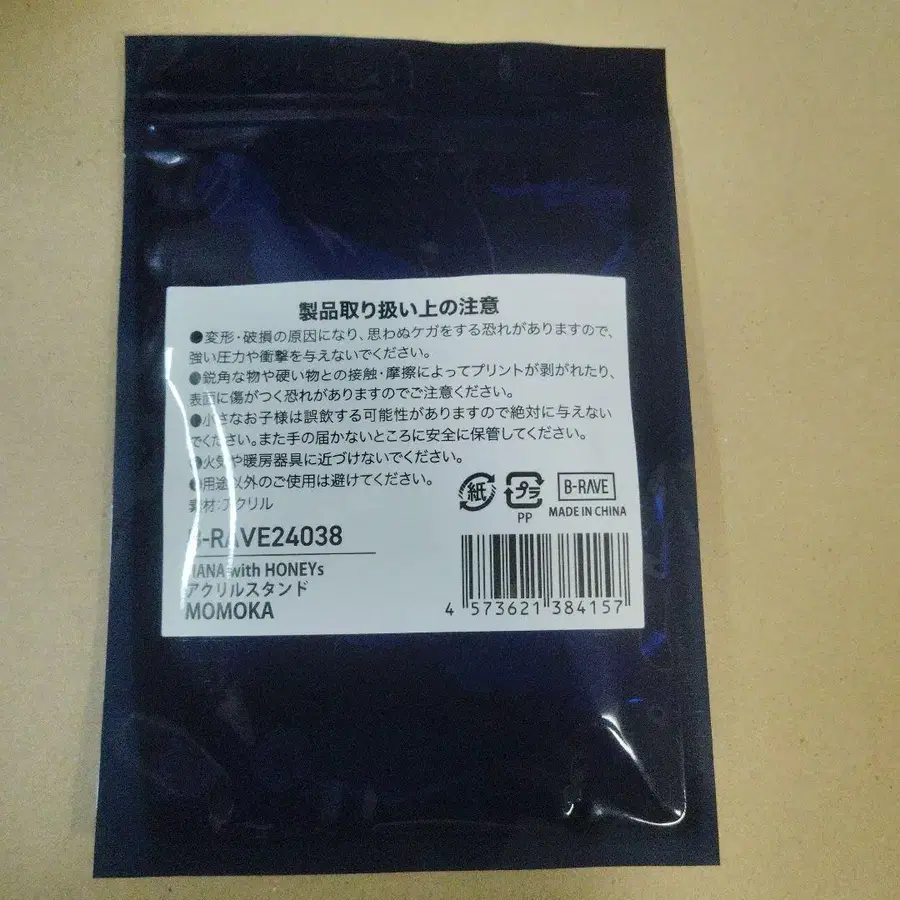 製品取り扱い上の注意
●変形・破損の原因になり、思わぬケガをする恐れがありますので、
強い圧力や衝撃を与えないでください。
●鋭角な物や硬い物との接触・摩擦によってプリントが剥がれたり、
表面に傷がつく恐れがありますのでご注意ください。
●小さなお子様は誤飲する可能性がありますので絶対に与えない
でください。また手の届かないところに安全に保管してください。
●火気や暖房器具に近づけないでください。
●用途以外のご使用は避けてください。
素材:アクリル
紙
プラ
PP
B-RAVE
MADE IN CHINA
B-RAVE24038
HANA with HONEYs
アクリルスタンド
MOMOKA
4 573621 384157